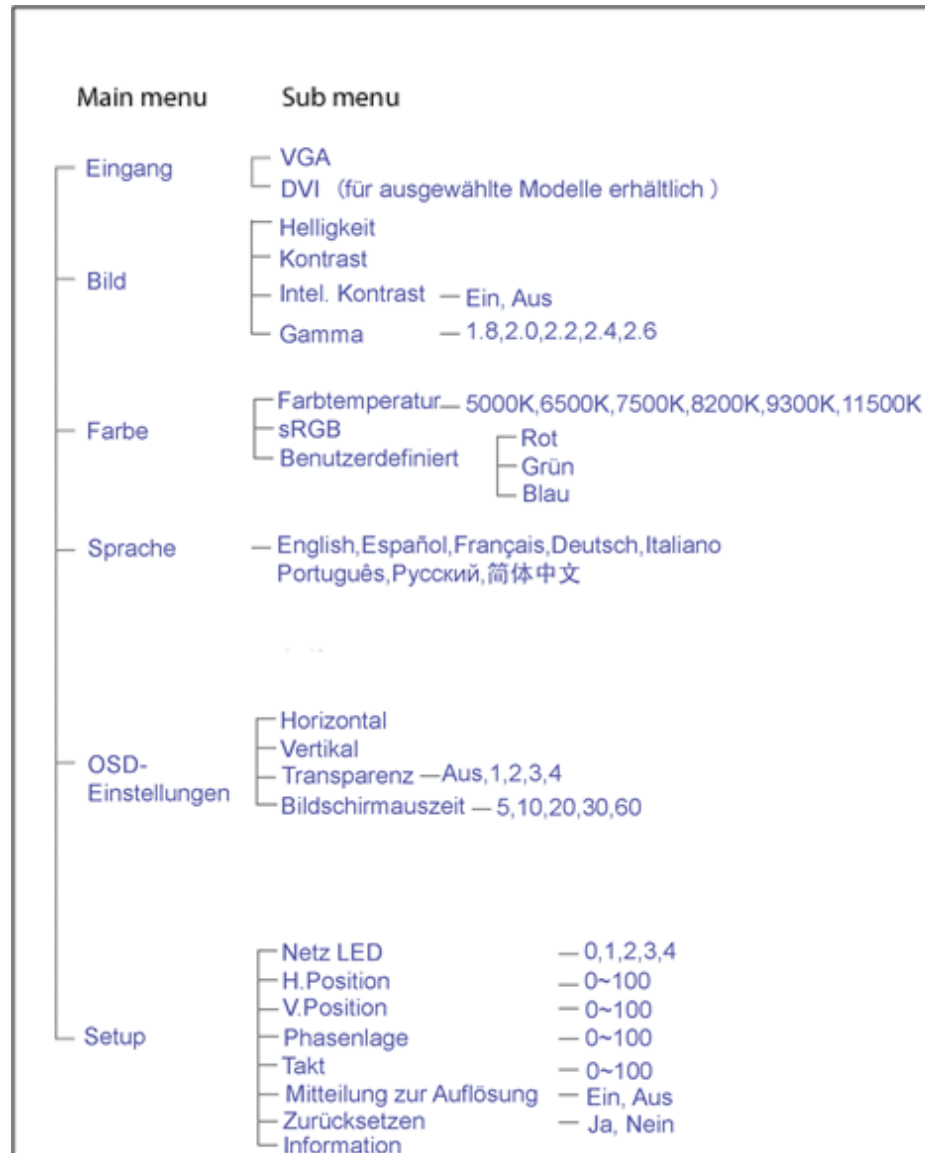 Main menu Sub menu
Eingang
VGA
DVI (für ausgewählte Modelle erhältlich )
Bild
Helligkeit
Kontrast
Intel. Kontrast — Ein, Aus
Gamma — 1.8,2.0,2.2,2.4,2.6
Farbe
Farbtemperatur — 5000K,6500K,7500K,8200K,9300K,11500K
sRGB
Benutzerdefiniert
Rot
Grün
Blau
Sprache
— English,Español,Français,Deutsch,Italiano
Português,Русский,简体中文
OSD-
Einstellungen
Horizontal
Vertikal
Transparenz —Aus,1,2,3,4
Bildschirmauszeit — 5,10,20,30,60
Setup
Netz LED — 0,1,2,3,4
H.Position — 0~100
V.Position — 0~100
Phasenlage — 0~100
Takt — 0~100
Mitteilung zur Auflösung — Ein, Aus
Zurücksetzen — Ja, Nein
Information